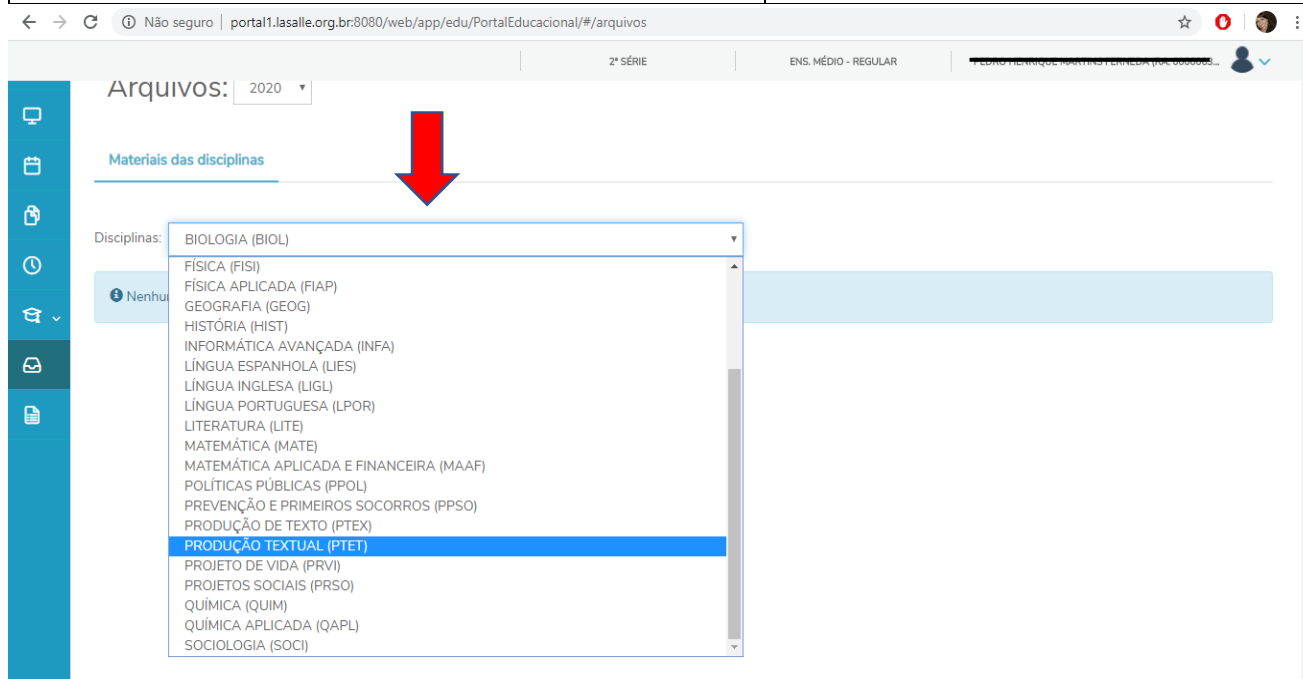 Não seguro | portal1.lasalle.org.br:8080/web/app/edu/PortalEducacional/#/arquivos
2ª SÉRIE ENS. MÉDIO - REGULAR
Arquivos: 2020
Materiais das disciplinas
Disciplinas: BIOLOGIA (BIOL)
FÍSICA (FISI)
FÍSICA APLICADA (FIAP)
GEOGRAFIA (GEOG)
HISTÓRIA (HIST)
INFORMÁTICA AVANÇADA (INFA)
LÍNGUA ESPANHOLA (LIES)
LÍNGUA INGLESA (LIGL)
LÍNGUA PORTUGUESA (LPOR)
LITERATURA (LITE)
MATEMÁTICA (MATE)
MATEMÁTICA APLICADA E FINANCEIRA (MAAF)
POLÍTICAS PÚBLICAS (PPOL)
PREVENÇÃO E PRIMEIROS SOCORROS (PPSO)
PRODUÇÃO DE TEXTO (PTEX)
PRODUÇÃO TEXTUAL (PTET)
PROJETO DE VIDA (PRVI)
PROJETOS SOCIAIS (PRSO)
QUÍMICA (QUIM)
QUÍMICA APLICADA (QAPL)
SOCIOLOGIA (SOCI)
Nenhu